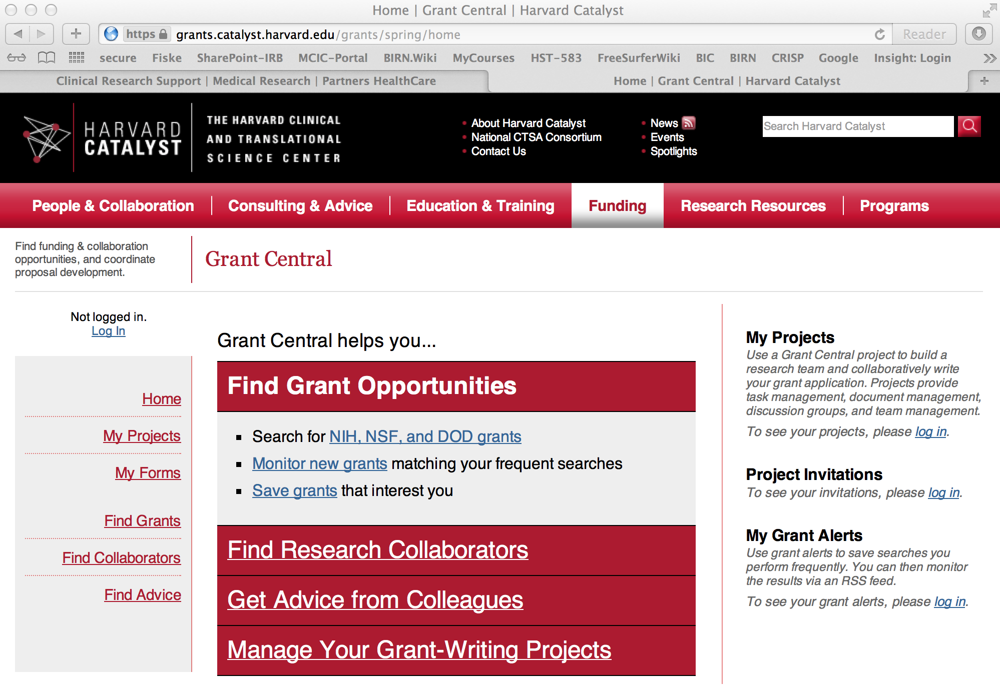 Home | Grant Central | Harvard Catalyst
https grants.catalyst.harvard.edu/grants/spring/home
Reader
secure Fiske SharePoint-IRB MCIC-Portal BIRN.Wiki MyCourses HST-583 FreeSurferWiki BIC BIRN CRISP Google Insight: Login
Clinical Research Support | Medical Research | Partners HealthCare
Home | Grant Central | Harvard Catalyst
HARVARD
CATALYST
THE HARVARD CLINICAL
AND TRANSLATIONAL
SCIENCE CENTER
About Harvard Catalyst
National CTSA Consortium
Contact Us
News
Events
Spotlights
Search Harvard Catalyst
People & Collaboration
Consulting & Advice
Education & Training
Funding
Research Resources
Programs
Find funding & collaboration
opportunities, and coordinate
proposal development.
Grant Central
Not logged in.
Log In
Home
My Projects
My Forms
Find Grants
Find Collaborators
Find Advice
Grant Central helps you...
Find Grant Opportunities
Search for NIH, NSF, and DOD grants
Monitor new grants matching your frequent searches
Save grants that interest you
Find Research Collaborators
Get Advice from Colleagues
Manage Your Grant-Writing Projects
My Projects
Use a Grant Central project to build a
research team and collaboratively write
your grant application. Projects provide
task management, document management,
discussion groups, and team management.
To see your projects, please log in.
Project Invitations
To see your invitations, please log in.
My Grant Alerts
Use grant alerts to save searches you
perform frequently. You can then monitor
the results via an RSS feed.
To see your grant alerts, please log in.